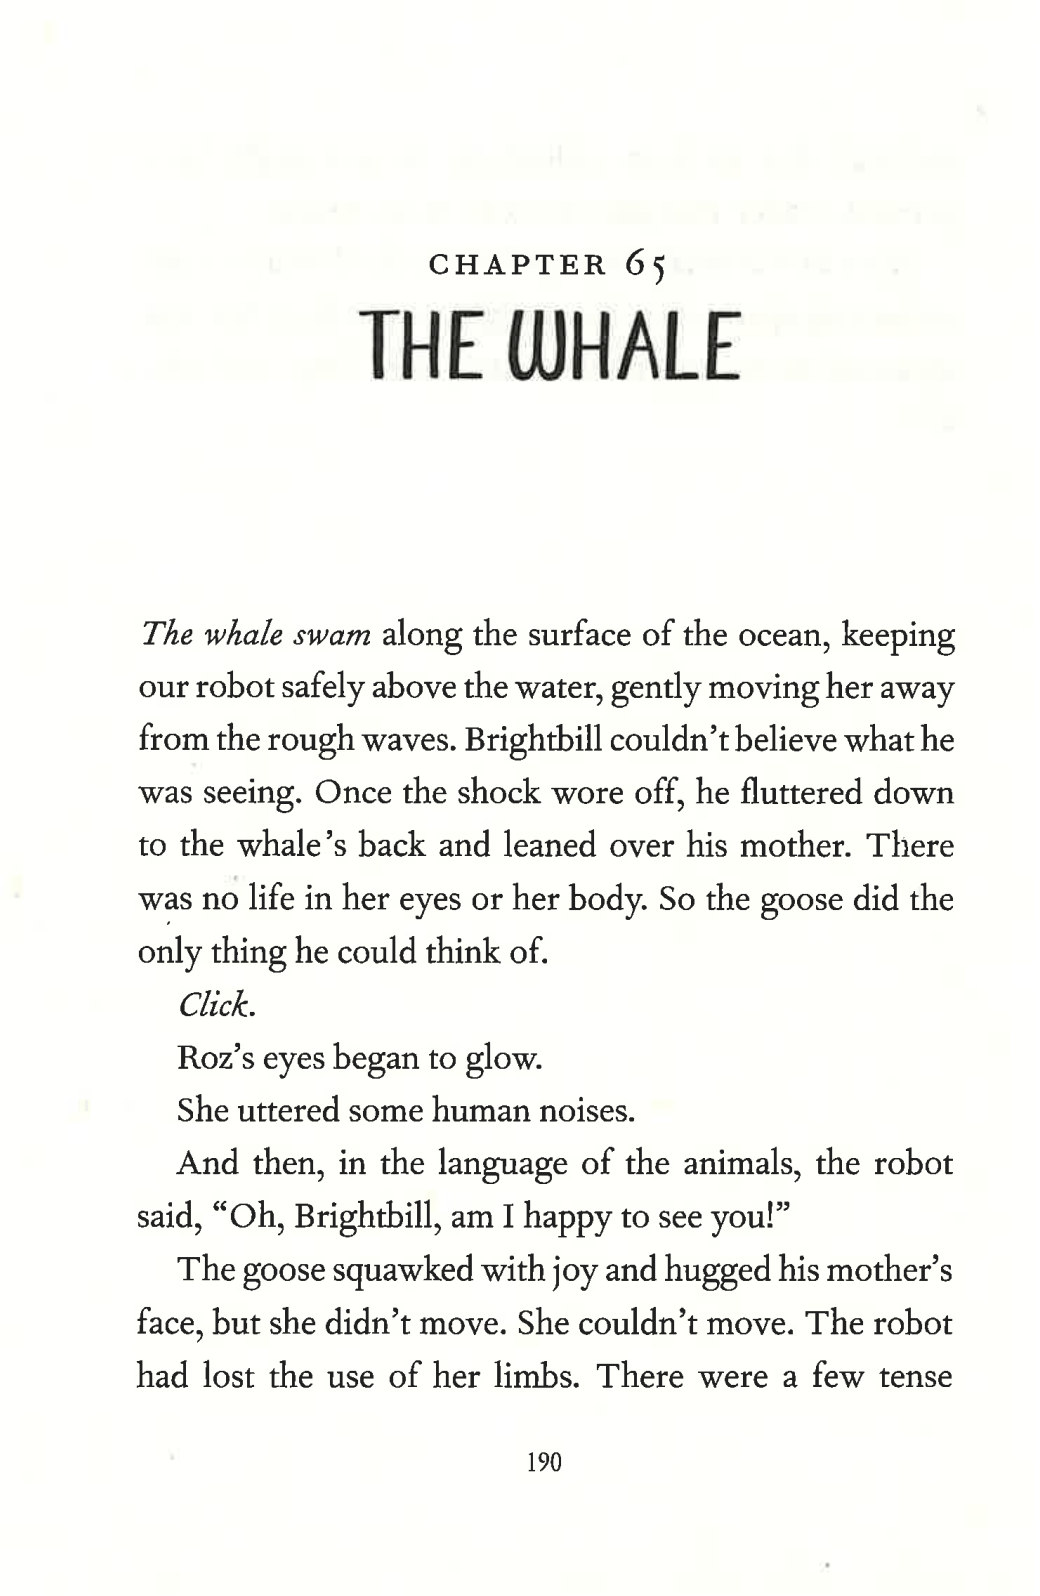 CHAPTER 65
THE WHALE
The whale swam along the surface of the ocean, keeping
our robot safely above the water, gently moving her away
from the rough waves. Brightbill couldn't believe what he
was seeing. Once the shock wore off, he fluttered down
to the whale's back and leaned over his mother. There
was no life in her eyes or her body. So the goose did the
only thing he could think of.
Click.
Roz's eyes began to glow.
She uttered some human noises.
And then, in the language of the animals, the robot
said, “Oh, Brightbill, am I happy to see you!”
The goose squawked with joy and hugged his mother's
face, but she didn't move. She couldn't move. The robot
had lost the use of her limbs. There were a few tense
190